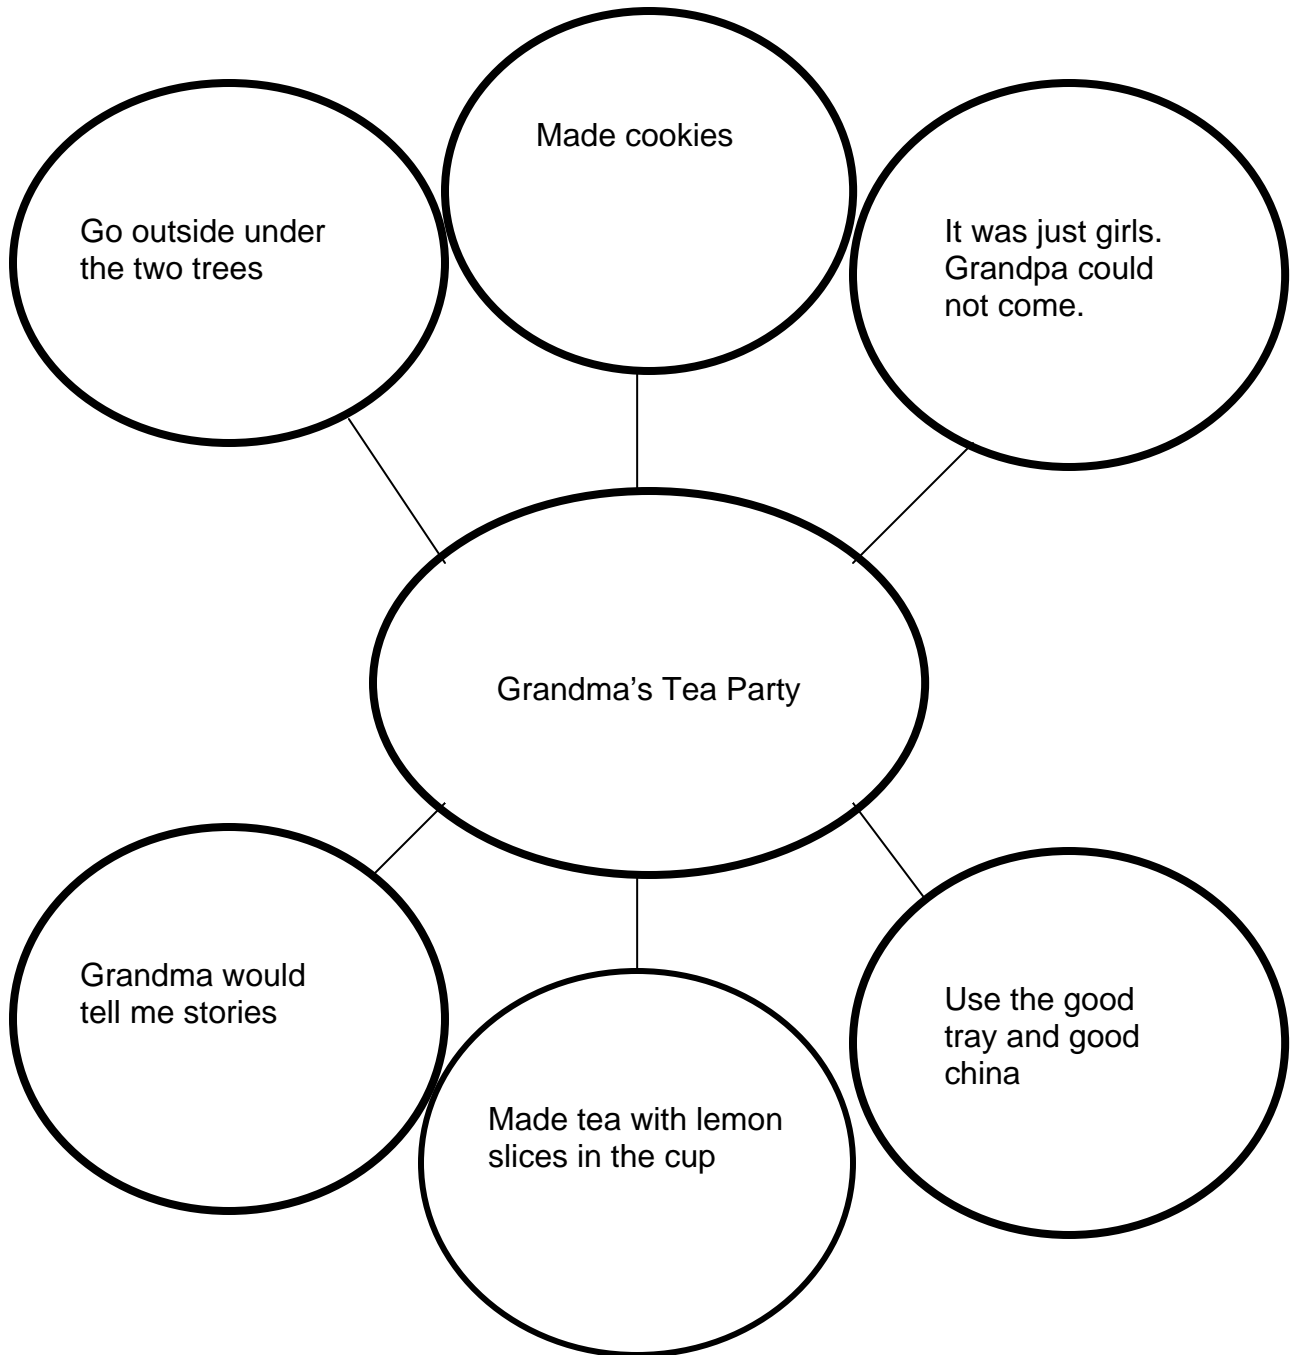 Made cookies
Go outside under
the two trees
It was just girls.
Grandpa could
not come.
Grandma’s Tea Party
Grandma would
tell me stories
Made tea with lemon
slices in the cup
Use the good
tray and good
china